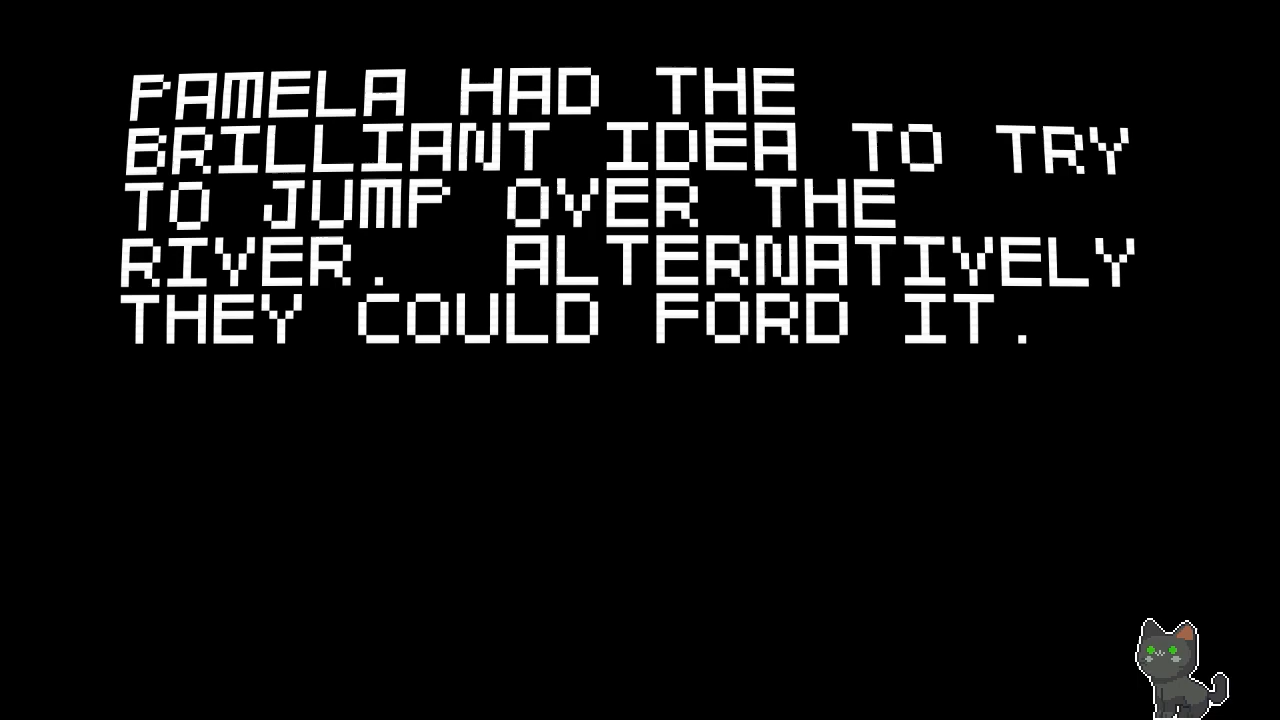 PAMELA HAD THE
BRILLIANT IDEA TO TRY
TO JUMP OVER THE
RIVER.  ALTERNATIVELY
THEY COULD FORD IT.